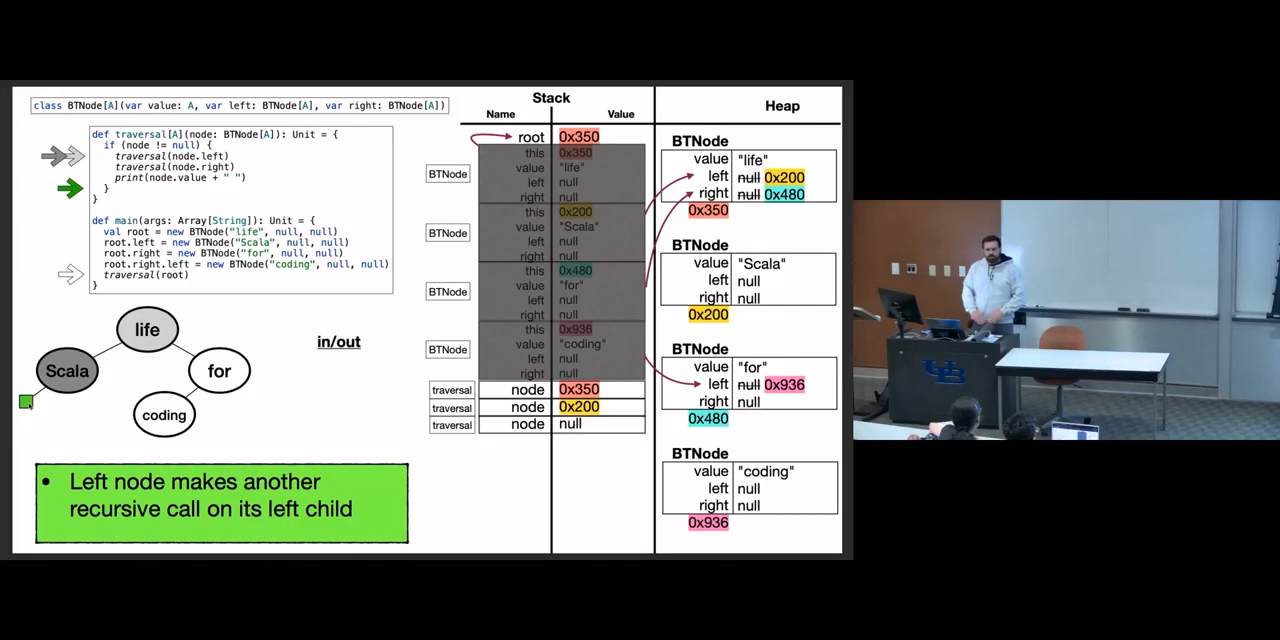 class BTNode[A](var value: A, var left: BTNode[A], var right: BTNode[A])
def traversal[A](node: BTNode[A]): Unit = {
if (node != null) {
traversal(node.left)
traversal(node.right)
print(node.value + " ")
}
}
def main(args: Array[String]): Unit = {
val root = new BTNode("life", null, null)
root.left = new BTNode("Scala", null, null)
root.right = new BTNode("for", null, null)
root.right.left = new BTNode("coding", null, null)
traversal(root)
}
life
Scala
for
coding
in/out
• Left node makes another
recursive call on its left child
Stack
Name Value
root 0x350
BTNode
this 0x350
value "life"
left null
right null
BTNode
this 0x200
value "Scala"
left null
right null
BTNode
this 0x480
value "for"
left null
right null
BTNode
this 0x936
value "coding"
left null
right null
traversal node 0x350
traversal node 0x200
traversal node null
Heap
BTNode
value "life"
left null 0x200
right null 0x480
0x350
BTNode
value "Scala"
left null
right null
0x200
BTNode
value "for"
left null 0x936
right null
0x480
BTNode
value "coding"
left null
right null
0x936
UB